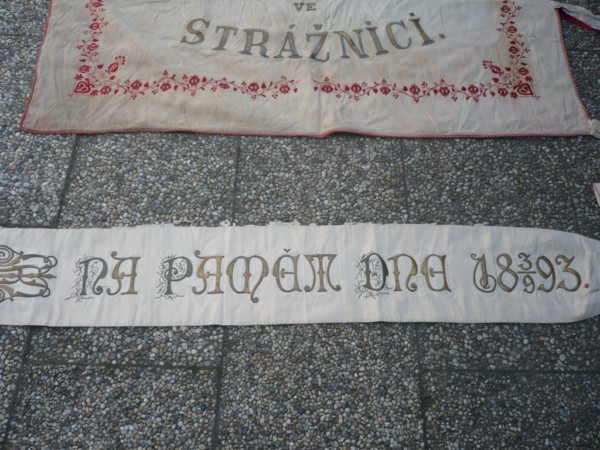 VE
STRÁŽNICI.
NA PAMĚT DNE 18 3/9 93.